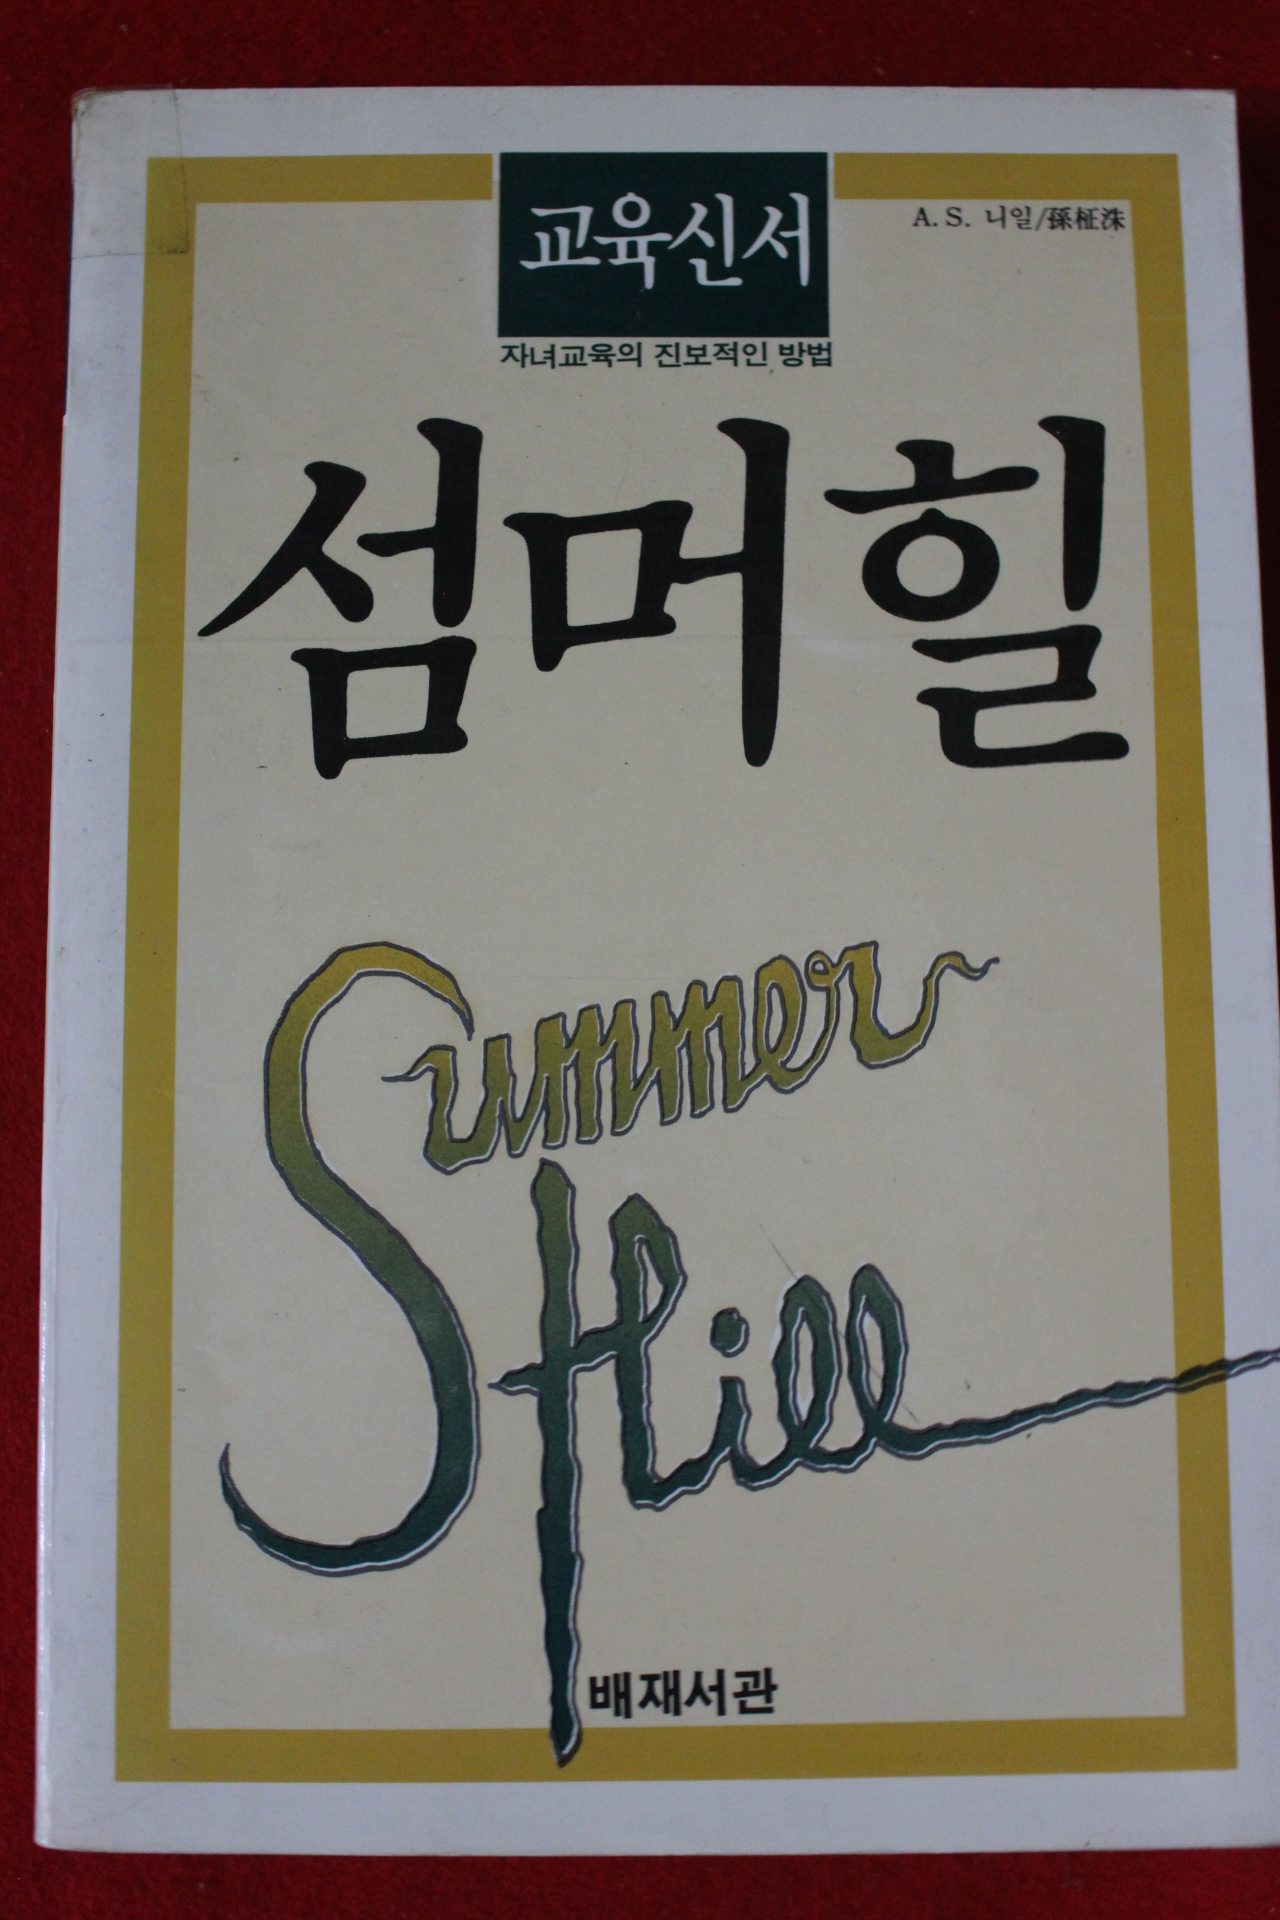 교육신서
A. S. 니일/孫柾洙
자녀교육의 진보적인 방법
섬머힐
Summer
Hill
배재서관